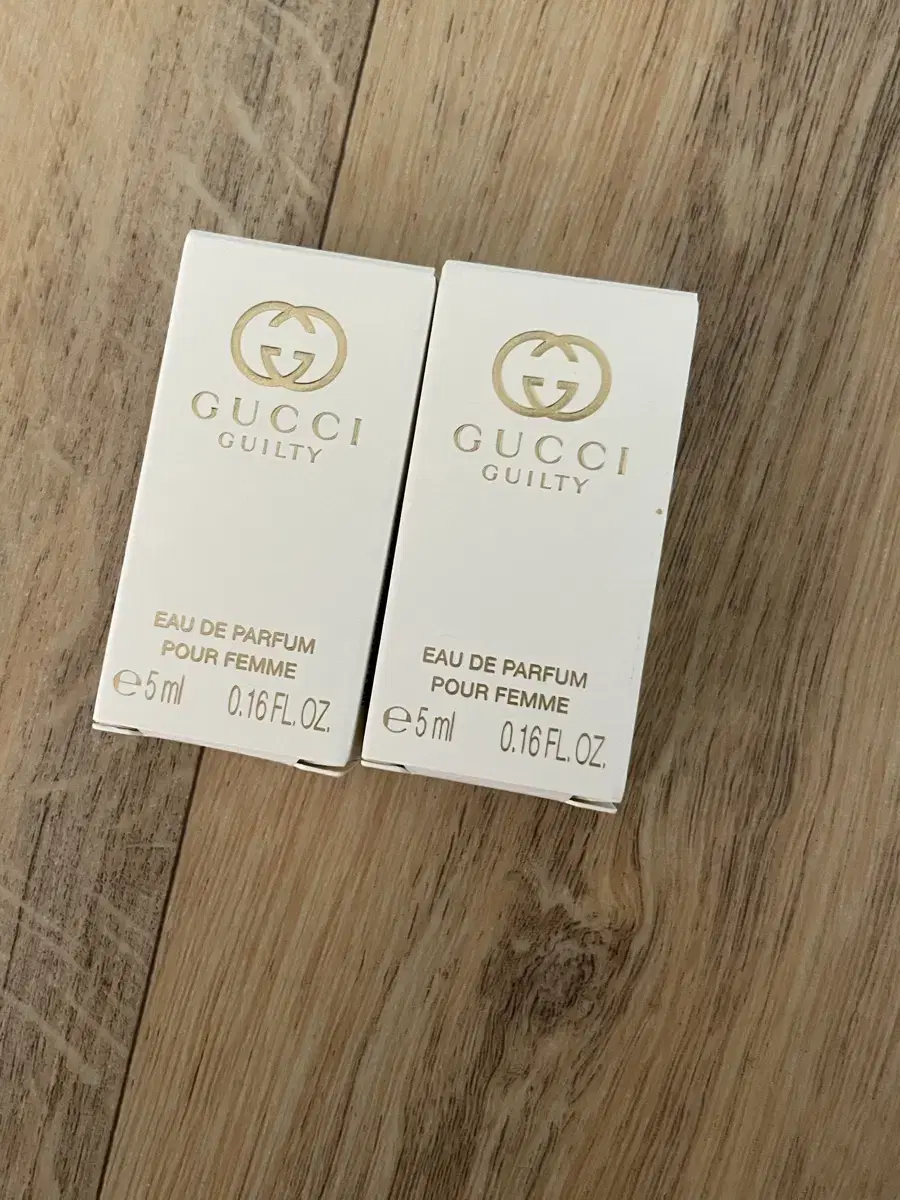 GUCCI
GUILTY
EAU DE PARFUM
POUR FEMME
℮5 ml 0.16 FL. OZ.
GUCCI
GUILTY
EAU DE PARFUM
POUR FEMME
℮5 ml 0.16 FL. OZ.